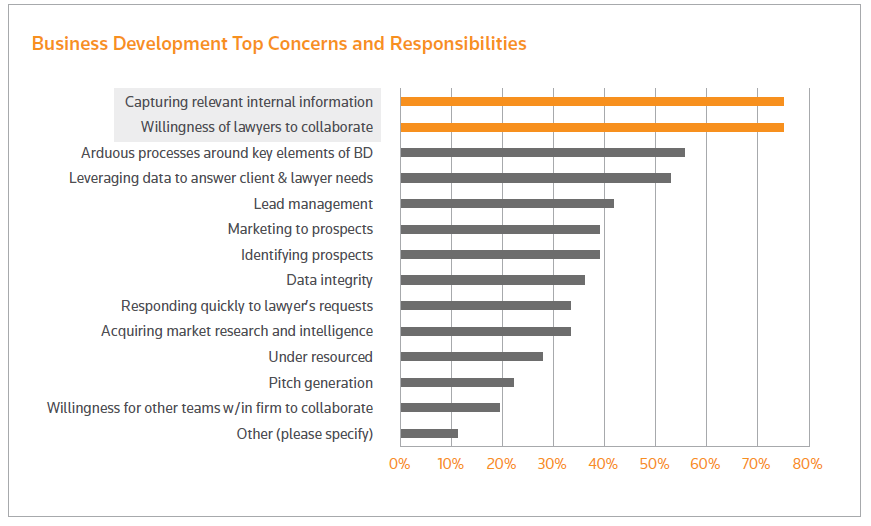 Business Development Top Concerns and Responsibilities
Capturing relevant internal information
Willingness of lawyers to collaborate
Arduous processes around key elements of BD
Leveraging data to answer client & lawyer needs
Lead management
Marketing to prospects
Identifying prospects
Data integrity
Responding quickly to lawyer's requests
Acquiring market research and intelligence
Under resourced
Pitch generation
Willingness for other teams w/in firm to collaborate
Other (please specify)
0% 10% 20% 30% 40% 50% 60% 70% 80%